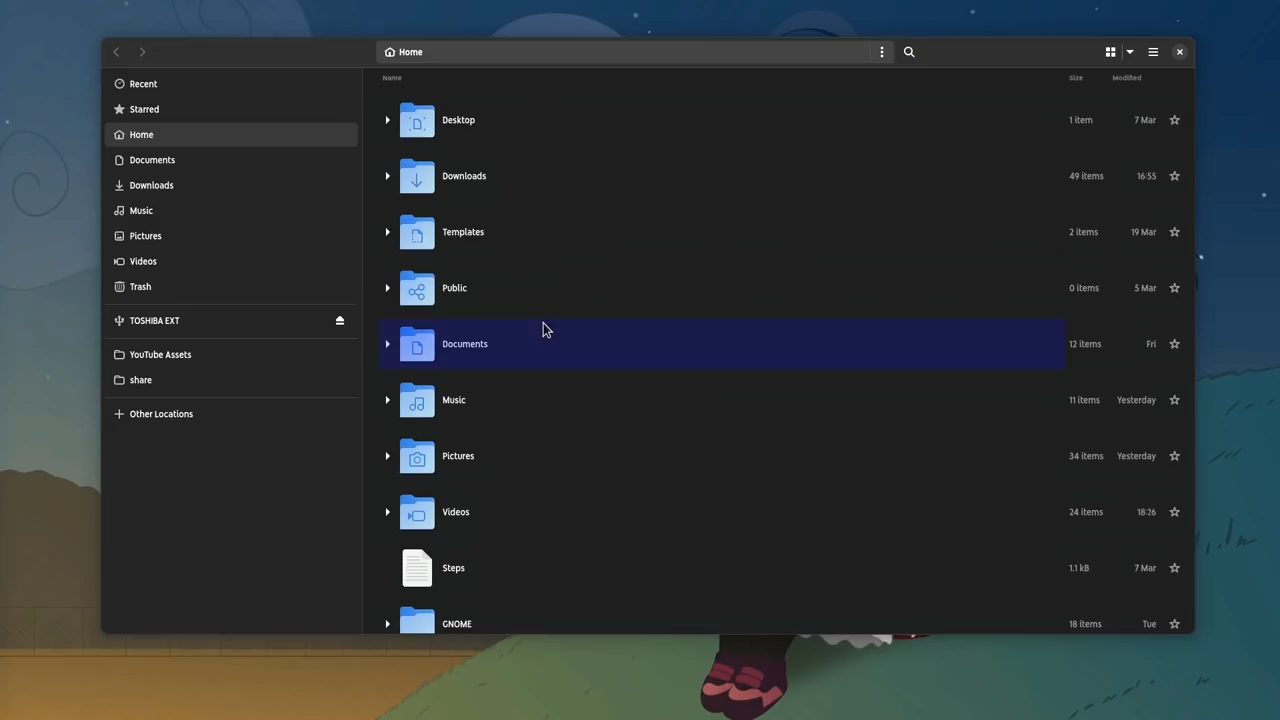 Home
Recent
Starred
Home
Documents
Downloads
Music
Pictures
Videos
Trash
TOSHIBA EXT
YouTube Assets
share
Other Locations
Name Size Modified
Desktop 1 item 7 Mar
Downloads 49 items 16:55
Templates 2 items 19 Mar
Public 0 items 5 Mar
Documents 12 items Fri
Music 11 items Yesterday
Pictures 34 items Yesterday
Videos 24 items 18:26
Steps 1.1 kB 7 Mar
GNOME 18 items Tue